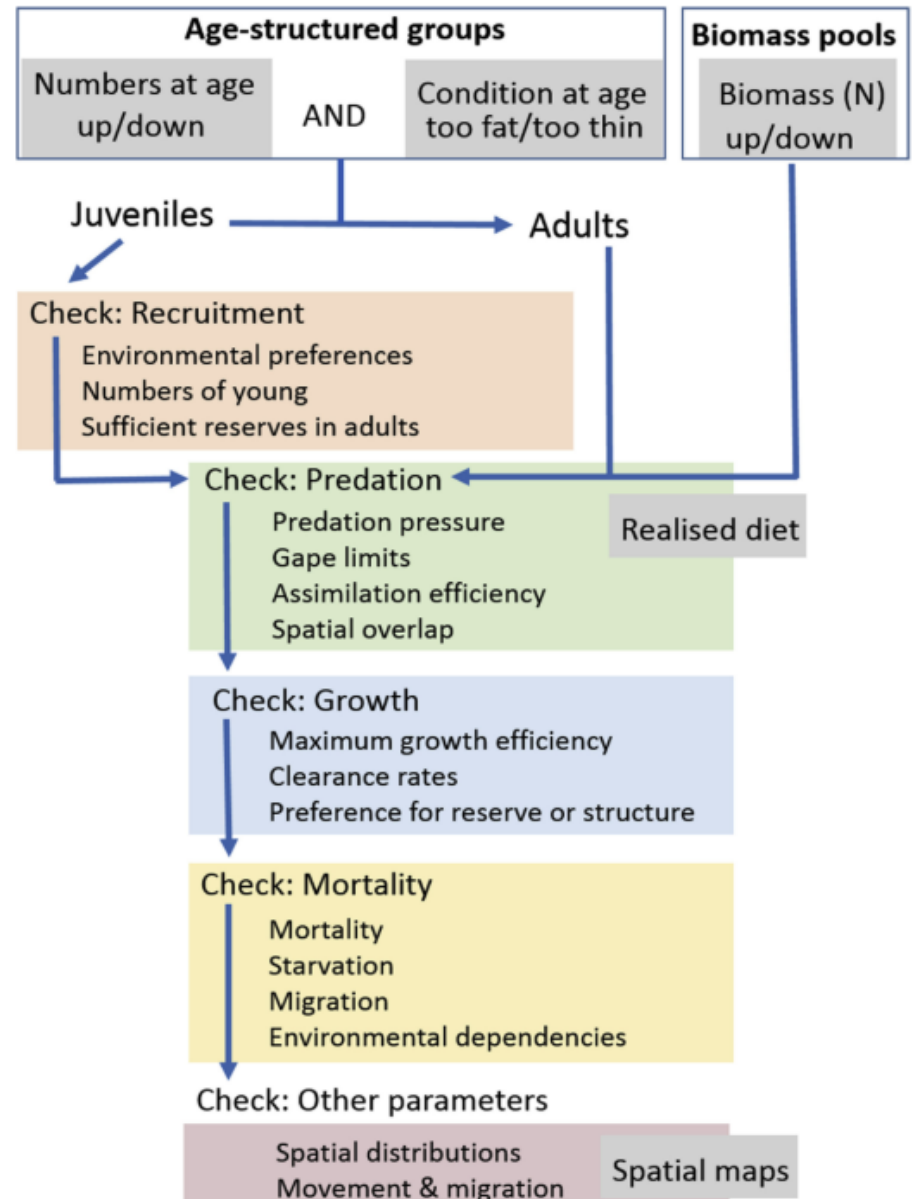 Age-structured groups
Numbers at age
up/down
AND
Condition at age
too fat/too thin
Biomass pools
Biomass (N)
up/down
Juveniles
Adults
Check: Recruitment
Environmental preferences
Numbers of young
Sufficient reserves in adults
Check: Predation
Predation pressure
Gape limits
Assimilation efficiency
Spatial overlap
Realised diet
Check: Growth
Maximum growth efficiency
Clearance rates
Preference for reserve or structure
Check: Mortality
Mortality
Starvation
Migration
Environmental dependencies
Check: Other parameters
Spatial distributions
Movement & migration
Spatial maps